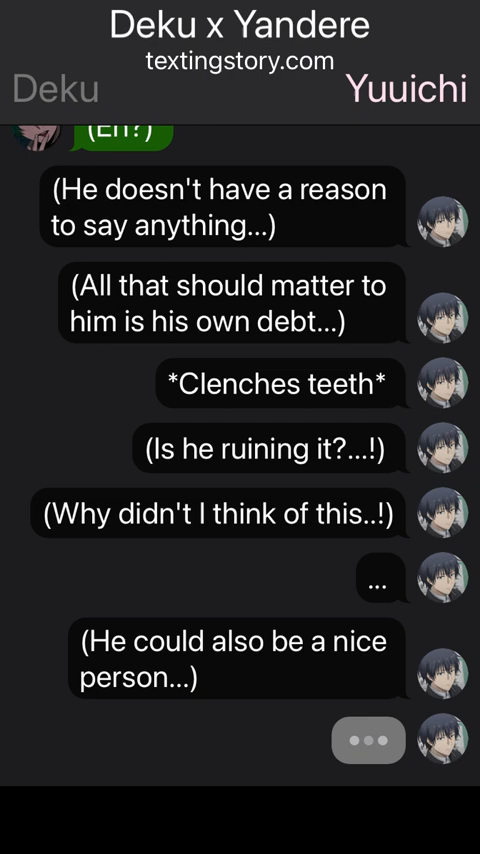 Deku x Yandere
textingstory.com
Deku
Yuuichi
(He doesn't have a reason
to say anything...)
(All that should matter to
him is his own debt...)
*Clenches teeth*
(Is he ruining it?...!)
(Why didn't I think of this..!)
...
(He could also be a nice
person...)